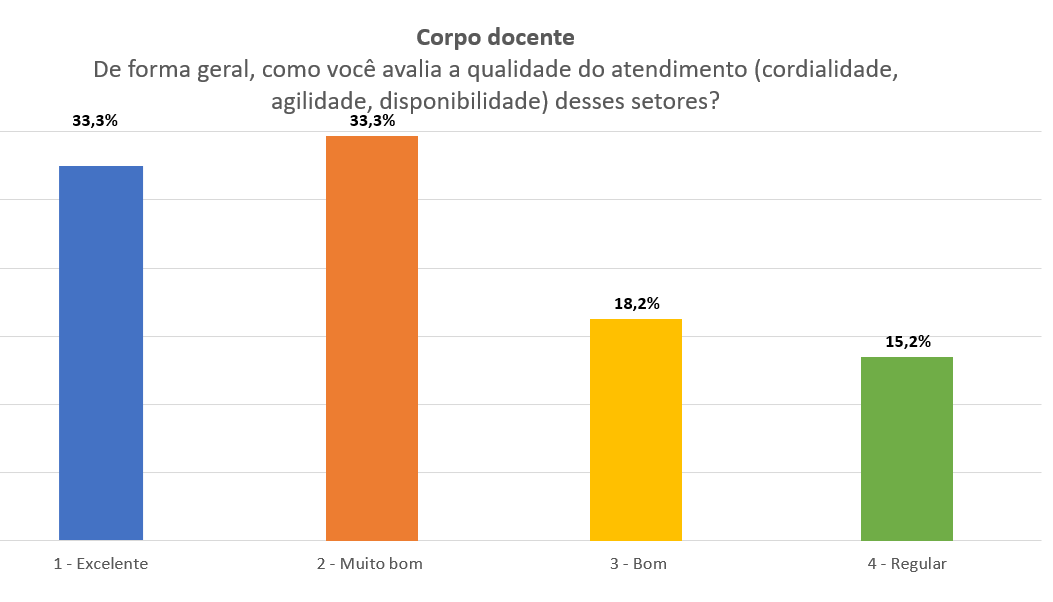 Corpo docente
De forma geral, como você avalia a qualidade do atendimento (cordialidade,
agilidade, disponibilidade) desses setores?
33,3%
33,3%
18,2%
15,2%
1 - Excelente
2 - Muito bom
3 - Bom
4 - Regular